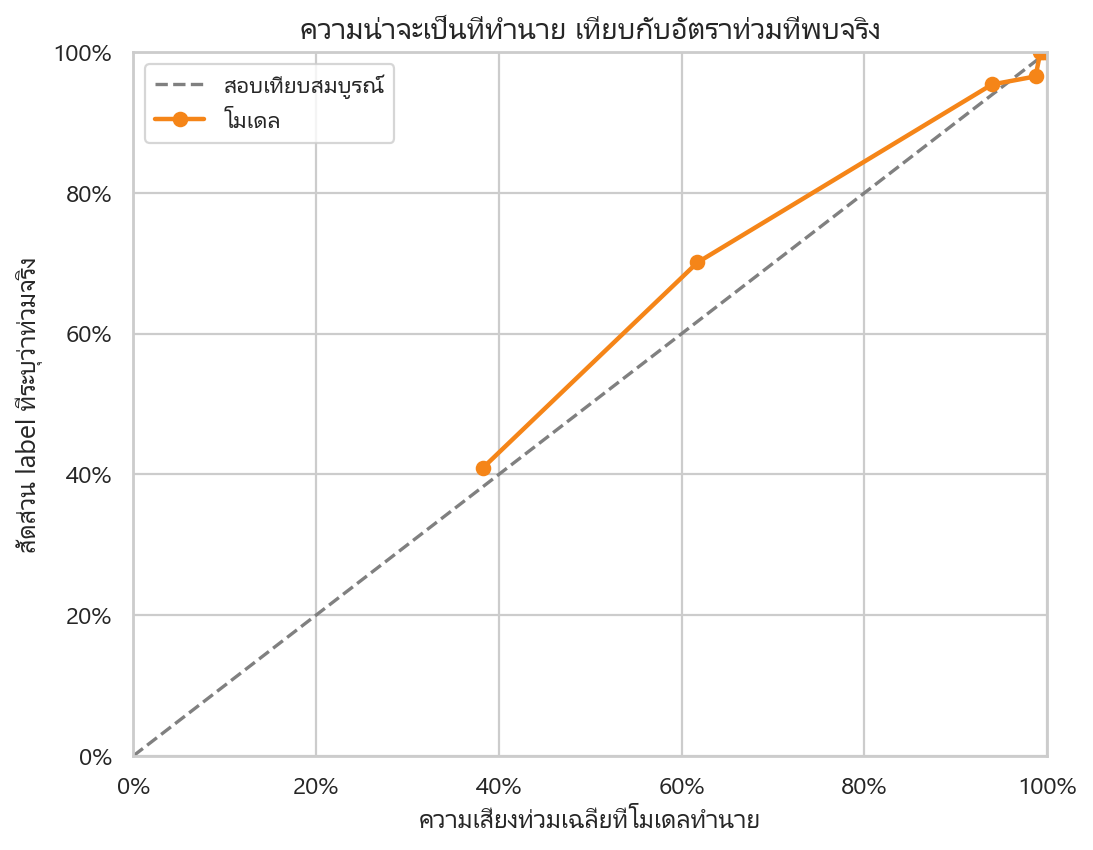 ความน่าจะเป็นที่ทำนาย เทียบกับอัตราท่วมที่พบจริง
100%
80%
60%
40%
20%
0%
สัดส่วน label ที่ระบุว่าท่วมจริง
สอบเทียบสมบูรณ์
โมเดล
0%
20%
40%
60%
80%
100%
ความเสี่ยงท่วมเฉลี่ยที่โมเดลทำนาย